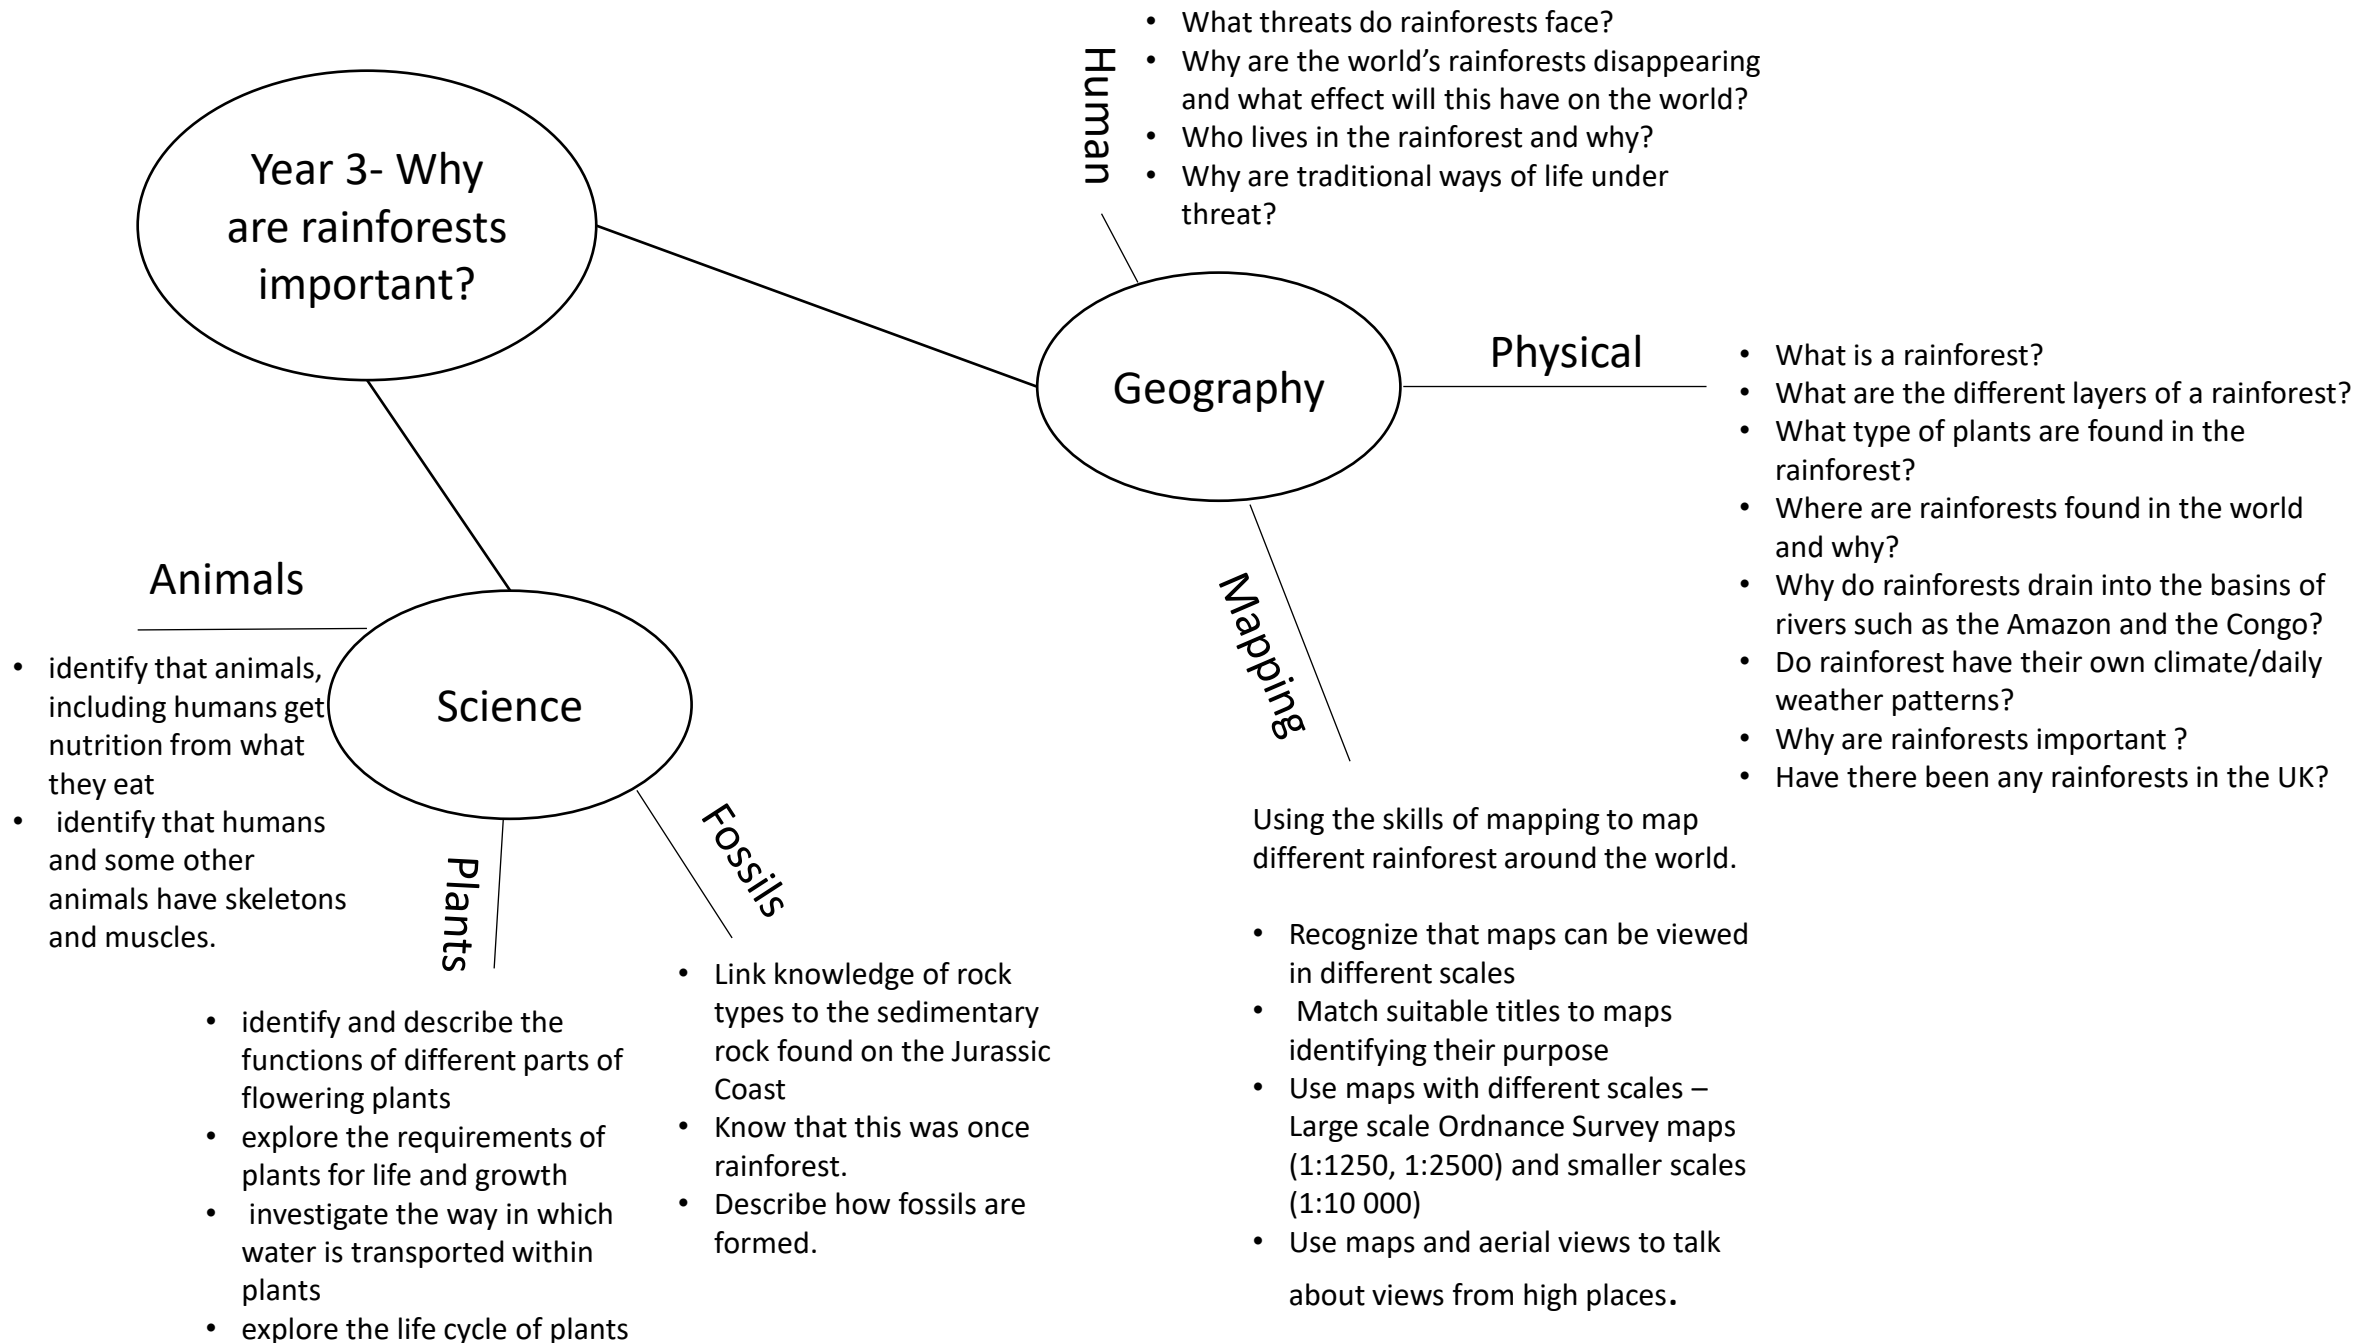 Year 3- Why
are rainforests
important?
Human
• What threats do rainforests face?
• Why are the world’s rainforests disappearing
and what effect will this have on the world?
• Who lives in the rainforest and why?
• Why are traditional ways of life under
threat?
Geography
Physical
• What is a rainforest?
• What are the different layers of a rainforest?
• What type of plants are found in the
rainforest?
• Where are rainforests found in the world
and why?
• Why do rainforests drain into the basins of
rivers such as the Amazon and the Congo?
• Do rainforest have their own climate/daily
weather patterns?
• Why are rainforests important ?
• Have there been any rainforests in the UK?
Mapping
Using the skills of mapping to map
different rainforest around the world.
• Recognize that maps can be viewed
in different scales
• Match suitable titles to maps
identifying their purpose
• Use maps with different scales –
Large scale Ordnance Survey maps
(1:1250, 1:2500) and smaller scales
(1:10 000)
• Use maps and aerial views to talk
about views from high places.
Science
Animals
• identify that animals,
including humans get
nutrition from what
they eat
• identify that humans
and some other
animals have skeletons
and muscles.
Plants
• identify and describe the
functions of different parts of
flowering plants
• explore the requirements of
plants for life and growth
• investigate the way in which
water is transported within
plants
• explore the life cycle of plants
Fossils
• Link knowledge of rock
types to the sedimentary
rock found on the Jurassic
Coast
• Know that this was once
rainforest.
• Describe how fossils are
formed.